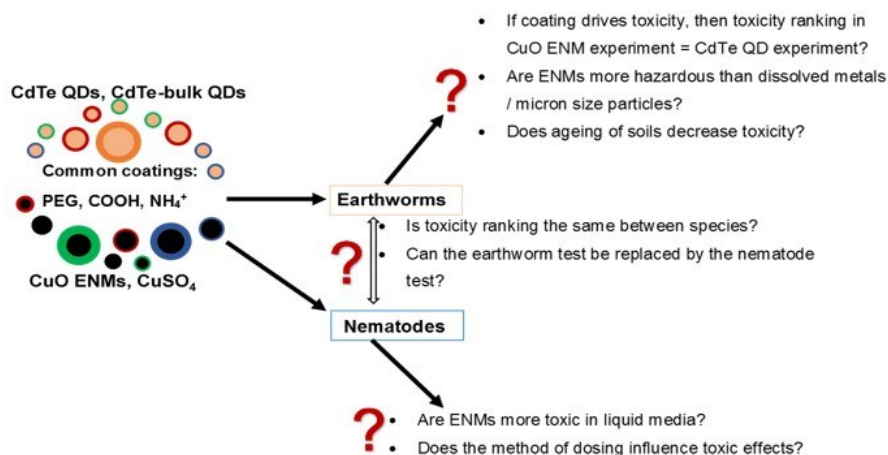 • If coating drives toxicity, then toxicity ranking in
CuO ENM experiment = CdTe QD experiment?
• Are ENMs more hazardous than dissolved metals
/ micron size particles?
• Does ageing of soils decrease toxicity?
?
CdTe QDs, CdTe-bulk QDs
Common coatings:
PEG, COOH, NH₄⁺
CuO ENMs, CuSO₄
Earthworms
• Is toxicity ranking the same between species?
• Can the earthworm test be replaced by the nematode
test?
?
Nematodes
?
• Are ENMs more toxic in liquid media?
• Does the method of dosing influence toxic effects?